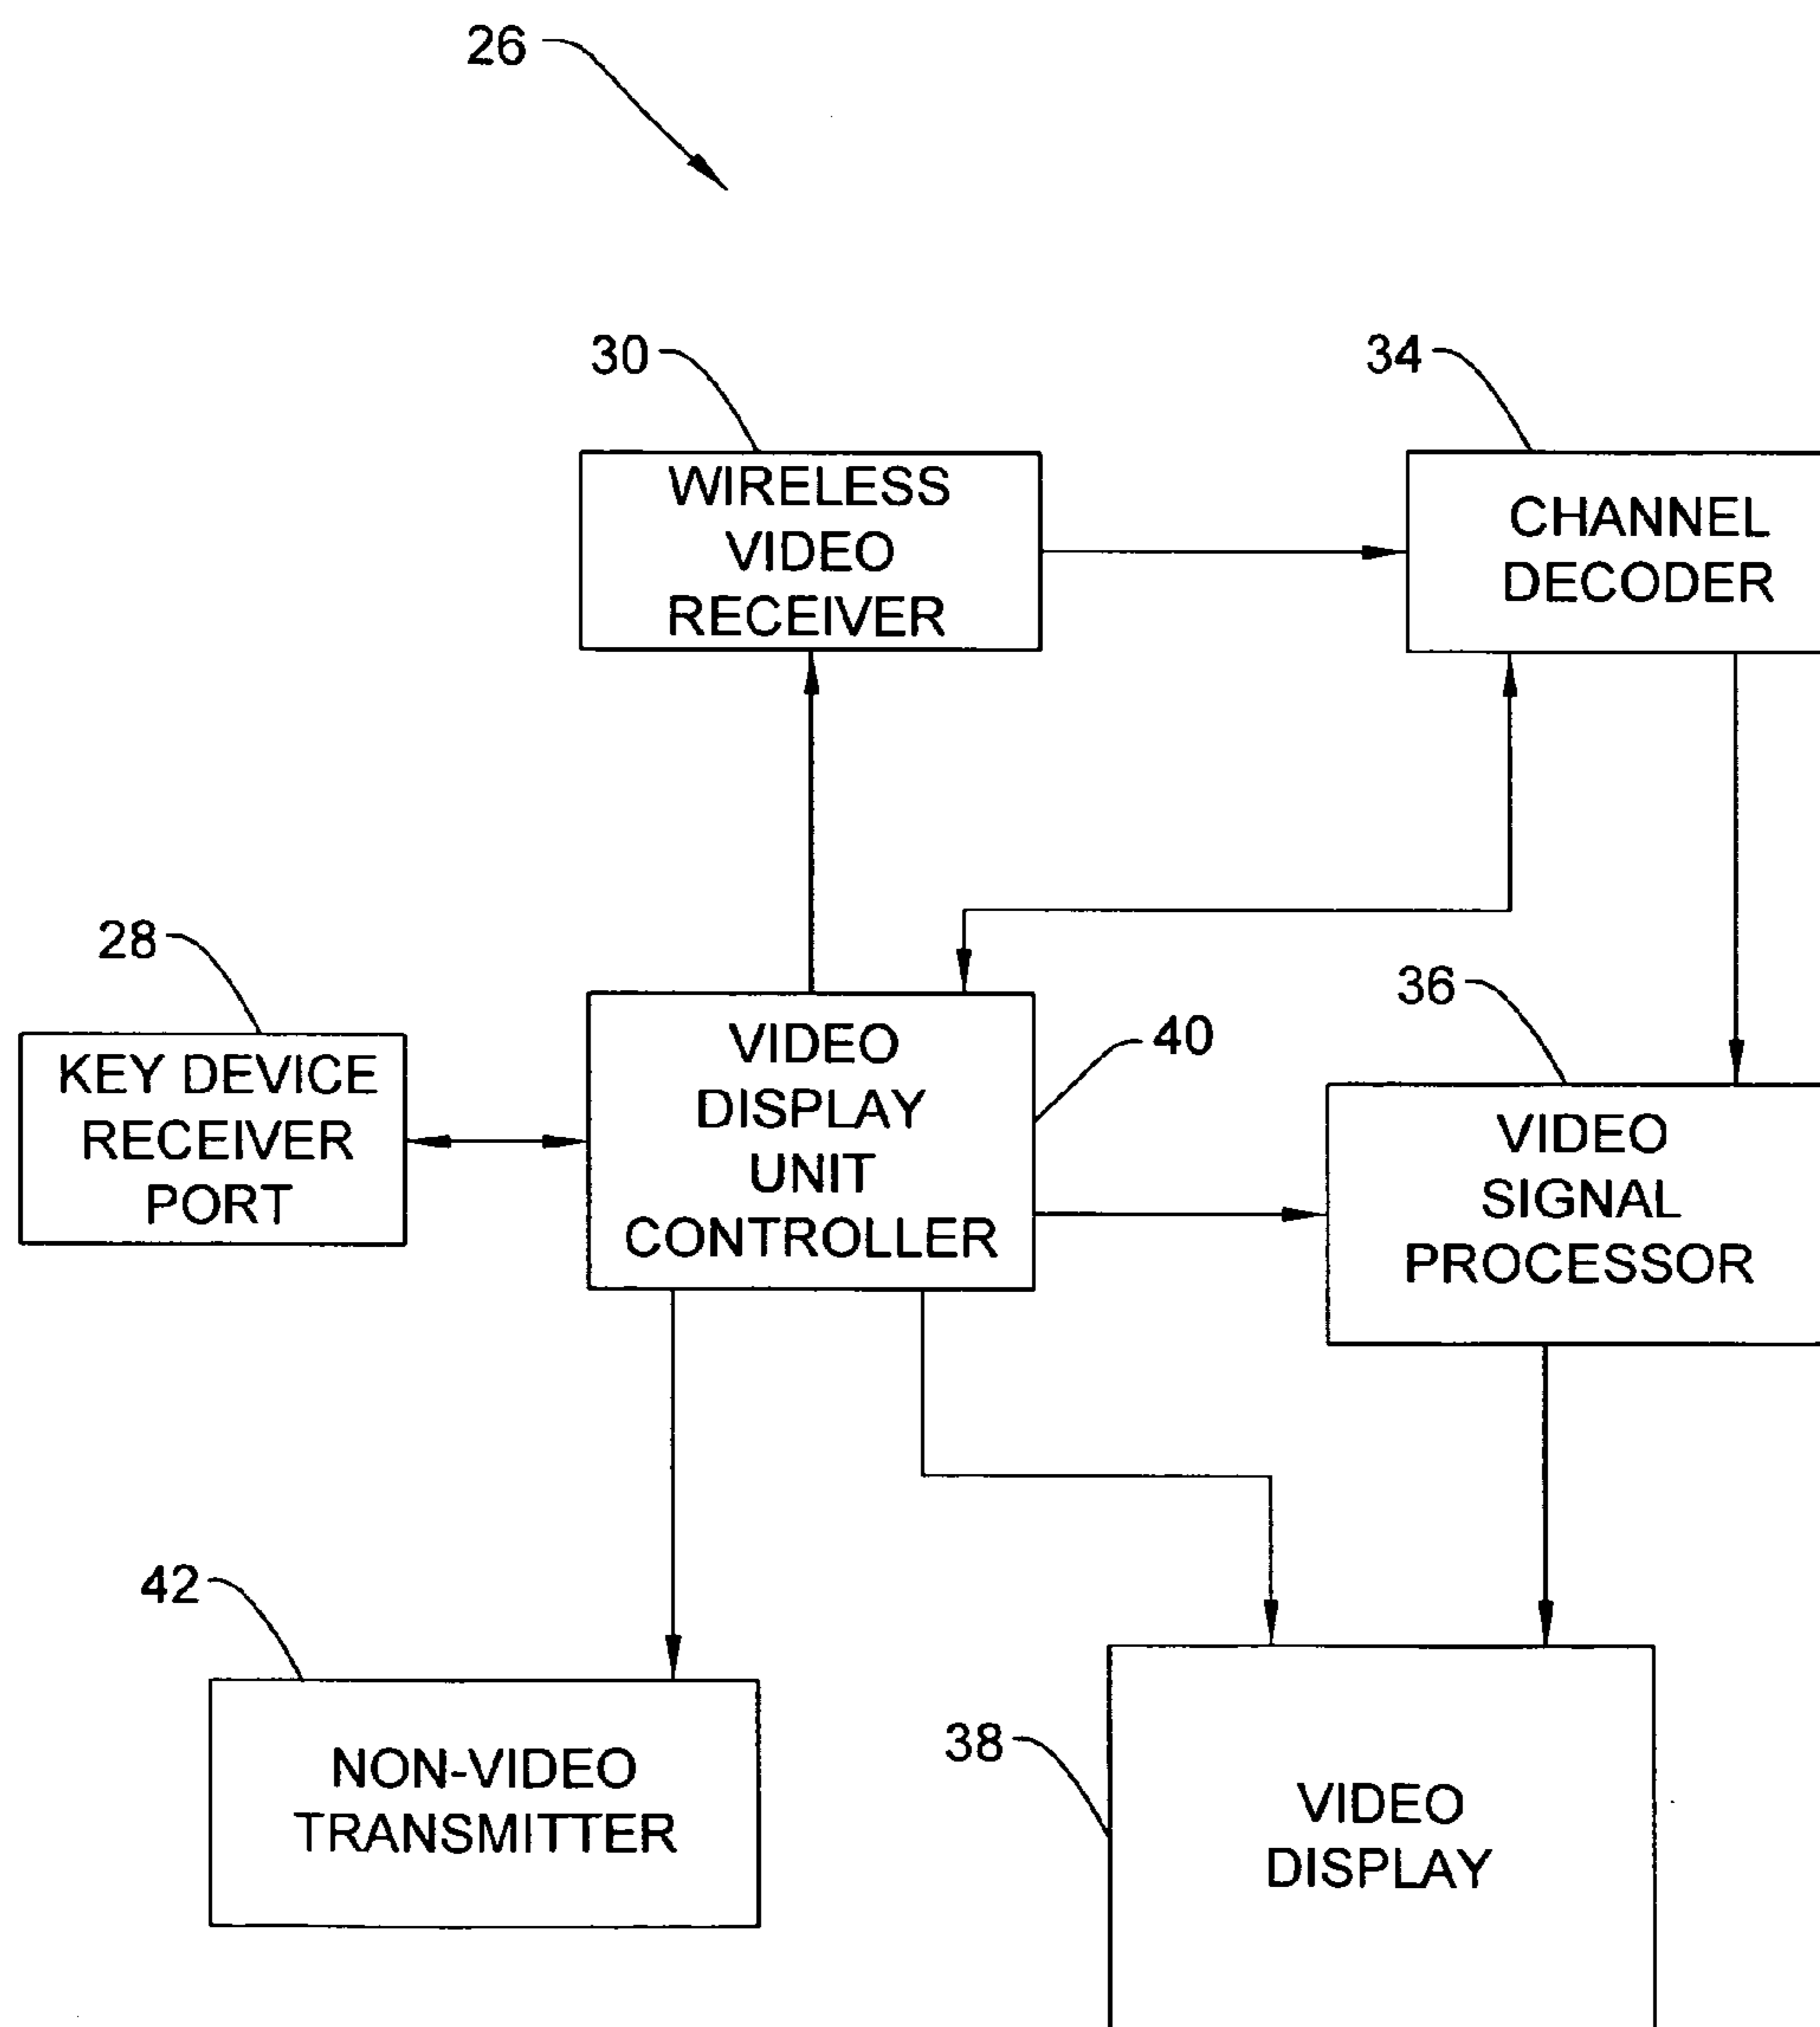 26
30
34
WIRELESS
VIDEO
RECEIVER
CHANNEL
DECODER
28
36
40
KEY DEVICE
RECEIVER
PORT
VIDEO
DISPLAY
UNIT
CONTROLLER
VIDEO
SIGNAL
PROCESSOR
42
38
NON-VIDEO
TRANSMITTER
VIDEO
DISPLAY